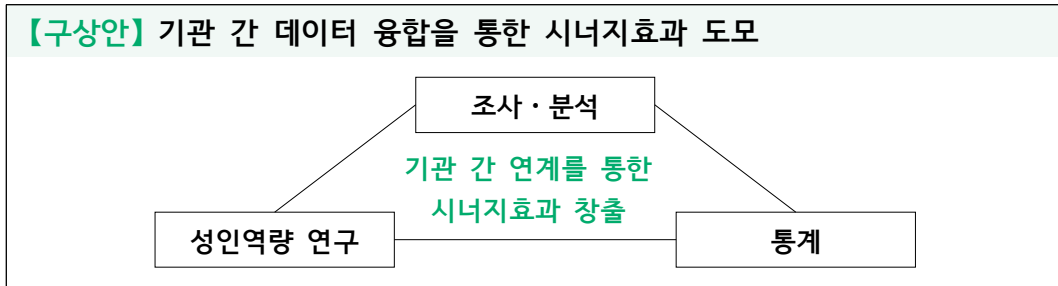 【구상안】 기관 간 데이터 융합을 통한 시너지효과 도모
조사 · 분석
기관 간 연계를 통한
시너지효과 창출
성인역량 연구
통계